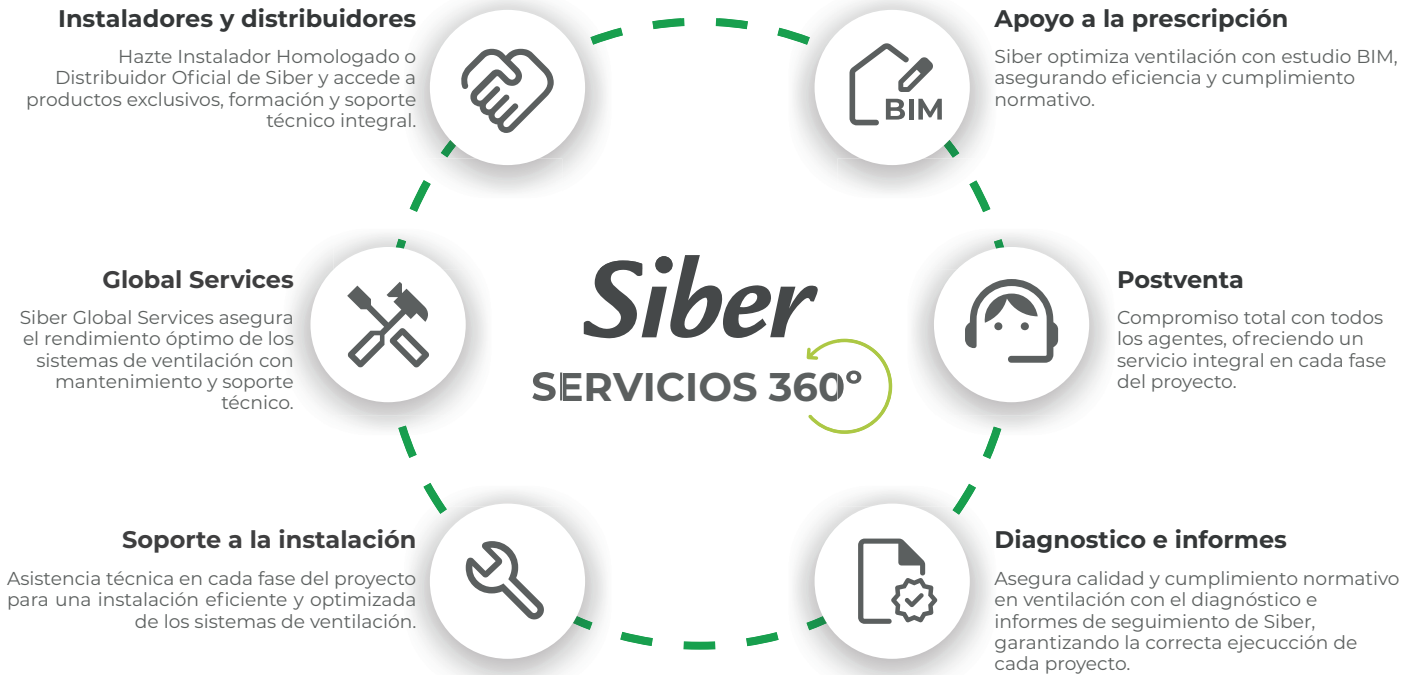 Instaladores y distribuidores
Hazte Instalador Homologado o
Distribuidor Oficial de Siber y accede a
productos exclusivos, formación y soporte
técnico integral.
Apoyo a la prescripción
Siber optimiza ventilación con estudio BIM,
asegurando eficiencia y cumplimiento
normativo.
BIM
Global Services
Siber Global Services asegura
el rendimiento óptimo de los
sistemas de ventilación con
mantenimiento y soporte
técnico.
Siber
SERVICIOS 360º
Postventa
Compromiso total con todos
los agentes, ofreciendo un
servicio integral en cada fase
del proyecto.
Soporte a la instalación
Asistencia técnica en cada fase del proyecto
para una instalación eficiente y optimizada
de los sistemas de ventilación.
Diagnostico e informes
Asegura calidad y cumplimiento normativo
en ventilación con el diagnóstico e
informes de seguimiento de Siber,
garantizando la correcta ejecucción de
cada proyecto.